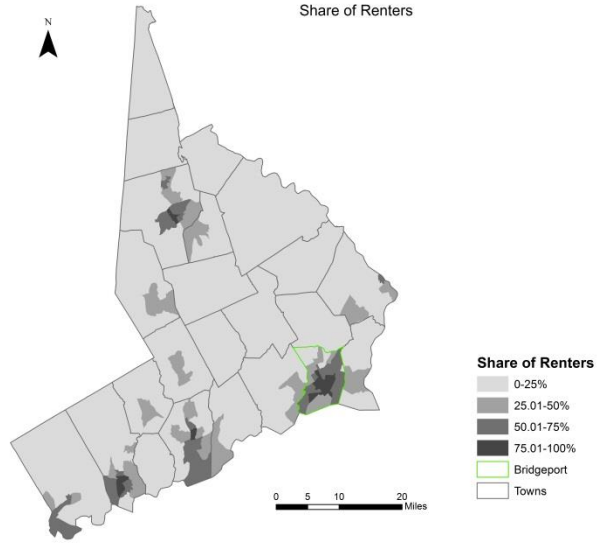 Share of Renters
N
Share of Renters
0-25%
25.01-50%
50.01-75%
75.01-100%
Bridgeport
Towns
0 5 10 20
Miles